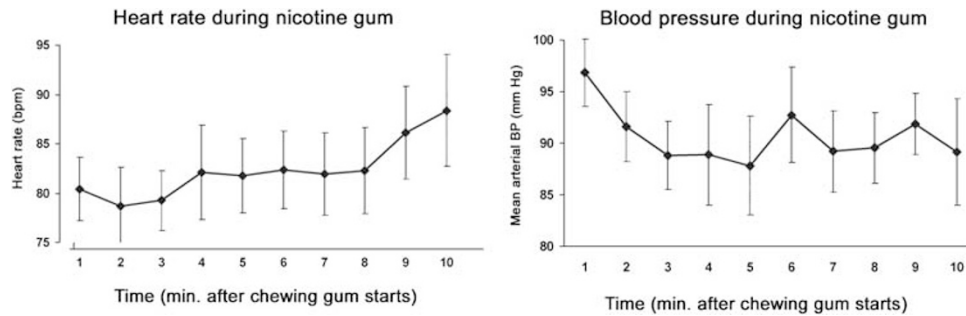 Heart rate during nicotine gum
Heart rate (bpm)
95
90
85
80
75
1 2 3 4 5 6 7 8 9 10
Time (min. after chewing gum starts)
Blood pressure during nicotine gum
Mean arterial BP (mm Hg)
100
95
90
85
80
1 2 3 4 5 6 7 8 9 10
Time (min. after chewing gum starts)